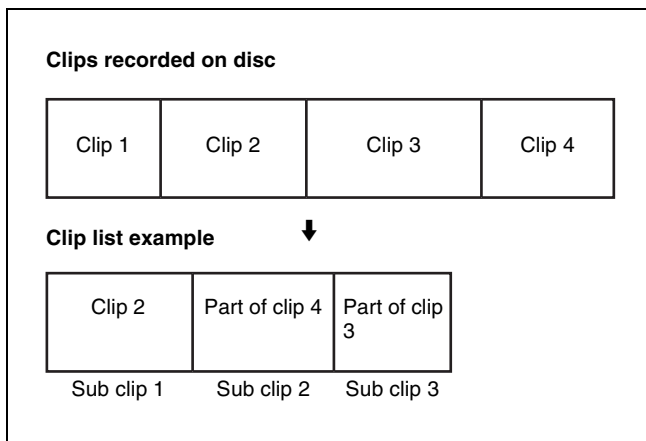 Clips recorded on disc
Clip 1 Clip 2 Clip 3 Clip 4
Clip list example
Clip 2 Part of clip 4 Part of clip
3
Sub clip 1 Sub clip 2 Sub clip 3